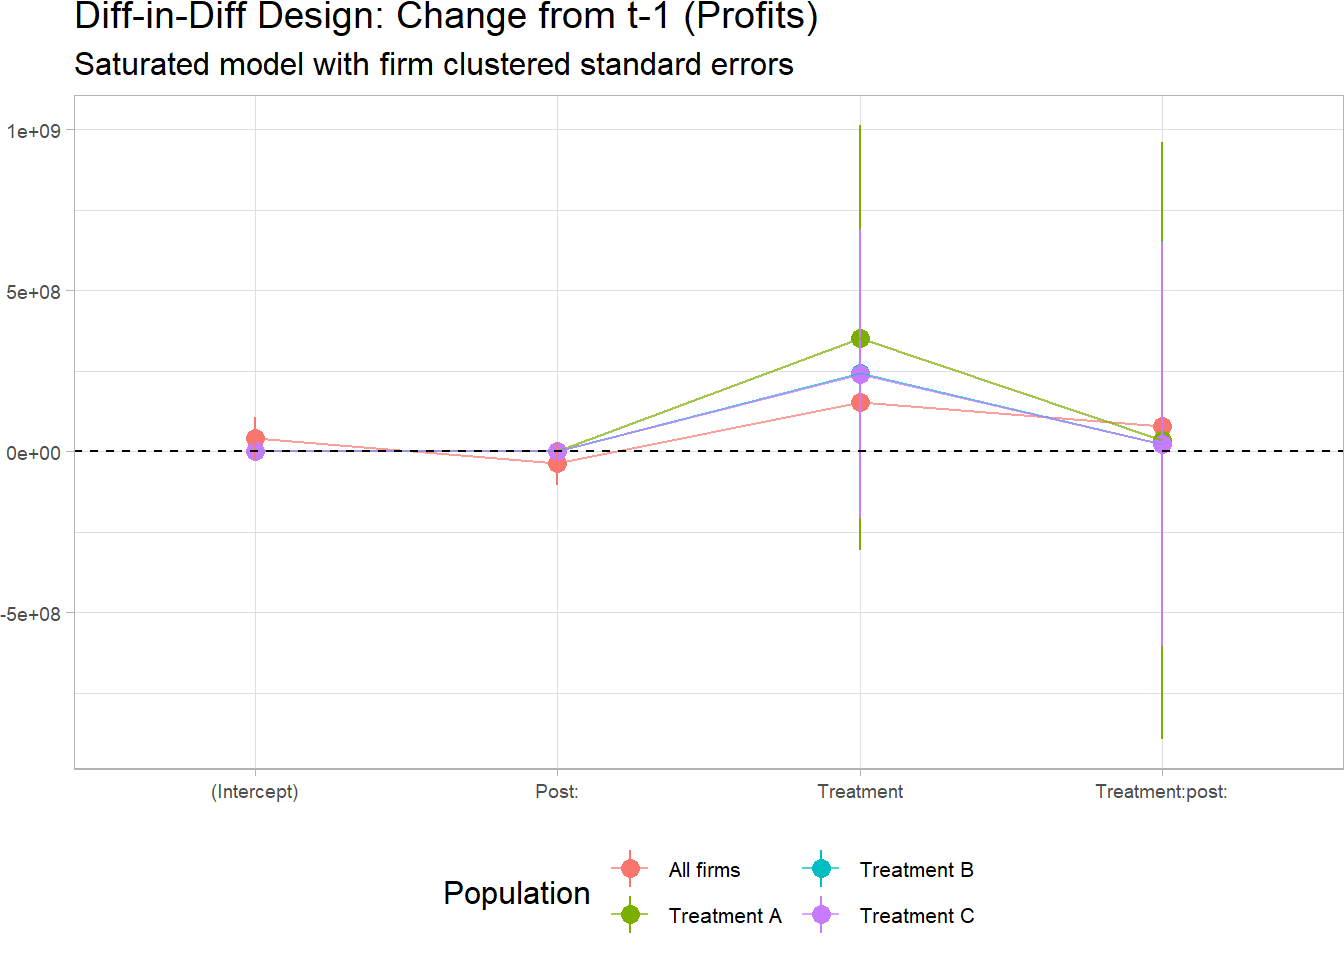 Diff-in-Diff Design: Change from t-1 (Profits)
Saturated model with firm clustered standard errors
1e+09
5e+08
0e+00
-5e+08
(Intercept)
Post:
Treatment
Treatment:post:
Population
All firms
Treatment B
Treatment A
Treatment C